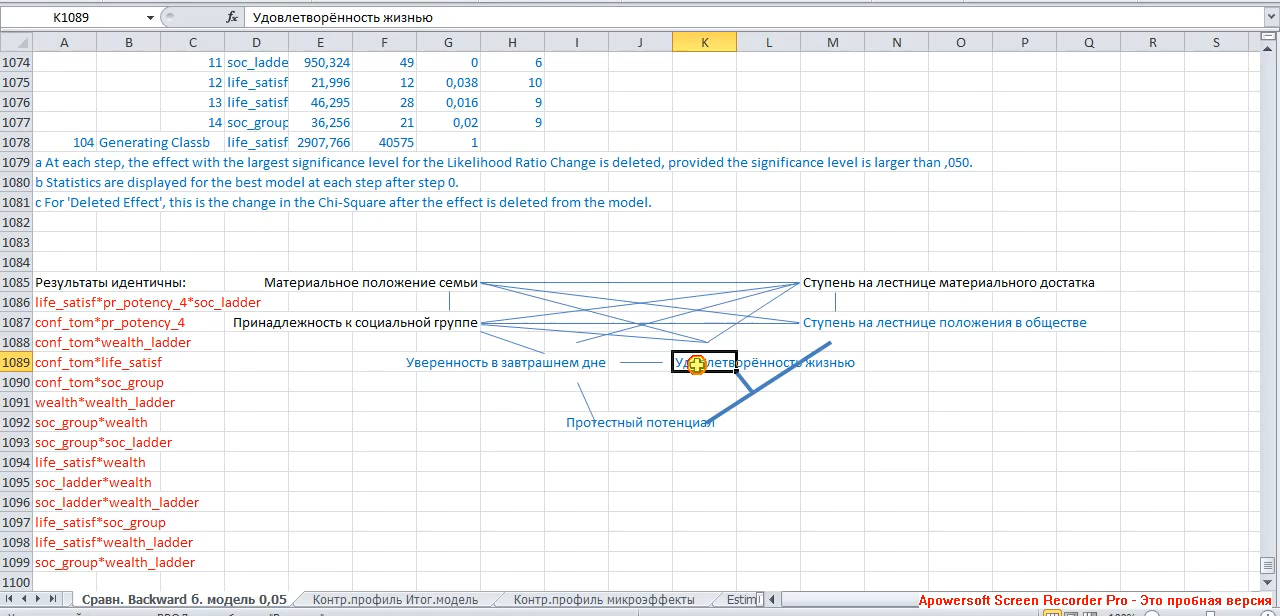 K1089 fx Удовлетворённость жизнью
A B C D E F G H I J K L M N O P Q R S
1074 11 soc_ladde 950,324 49 0 6
1075 12 life_satisf 21,996 12 0,038 10
1076 13 life_satisf 46,295 28 0,016 9
1077 14 soc_group 36,256 21 0,02 9
1078 104 Generating Classb life_satisf 2907,766 40575 1
1079 a At each step, the effect with the largest significance level for the Likelihood Ratio Change is deleted, provided the significance level is larger than ,050.
1080 b Statistics are displayed for the best model at each step after step 0.
1081 c For 'Deleted Effect', this is the change in the Chi-Square after the effect is deleted from the model.
1082
1083
1084
1085 Результаты идентичны: Материальное положение семьи Ступень на лестнице материального достатка
1086 life_satisf*pr_potency_4*soc_ladder
1087 conf_tom*pr_potency_4 Принадлежность к социальной группе Ступень на лестнице положения в обществе
1088 conf_tom*wealth_ladder
1089 conf_tom*life_satisf Уверенность в завтрашнем дне Удовлетворённость жизнью
1090 conf_tom*soc_group
1091 wealth*wealth_ladder
1092 soc_group*wealth Протестный потенциал
1093 soc_group*soc_ladder
1094 life_satisf*wealth
1095 soc_ladder*wealth
1096 soc_ladder*wealth_ladder
1097 life_satisf*soc_group
1098 life_satisf*wealth_ladder
1099 soc_group*wealth_ladder
1100
Сравн. Backward б. модель 0,05 Контр.профиль Итог.модель Контр.профиль микроэффекты Estim
Apowersoft Screen Recorder Pro - Это пробная версия